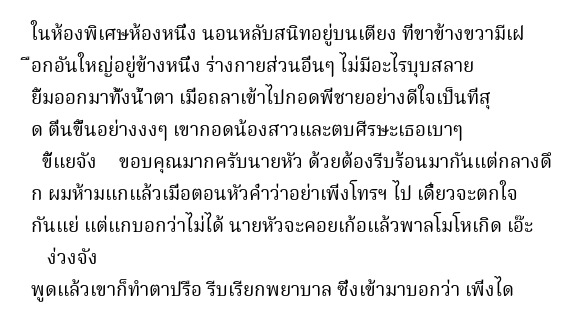 ในห้องพิเศษห้องหนึ่ง นอนหลับสนิทอยู่บนเตียง ที่ขาข้างขวามีเฝ
ือกอันใหญ่อยู่ข้างหนึ่ง ร่างกายส่วนอื่นๆ ไม่มีอะไรบุบสลาย
ยิ้มออกมาทั้งน้ำตา เมื่อถลาเข้าไปกอดพี่ชายอย่างดีใจเป็นที่สุ
ด ตื่นขึ้นอย่างงงๆ เขากอดน้องสาวและตบศีรษะเธอเบาๆ
ขี้แยจัง ขอบคุณมากครับนายหัว ด้วยต้องรีบร้อนมากันแต่กลางดึ
ก ผมห้ามแกแล้วเมื่อตอนหัวค่ำว่าอย่าเพิ่งโทรฯ ไป เดี๋ยวจะตกใจ
กันแย่ แต่แกบอกว่าไม่ได้ นายหัวจะคอยเก้อแล้วพาลโมโหเกิด เอ๊ะ
ง่วงจัง
พูดแล้วเขาก็ทำตาปรือ รีบเรียกพยาบาล ซึ่งเข้ามาบอกว่า เพิ่งได